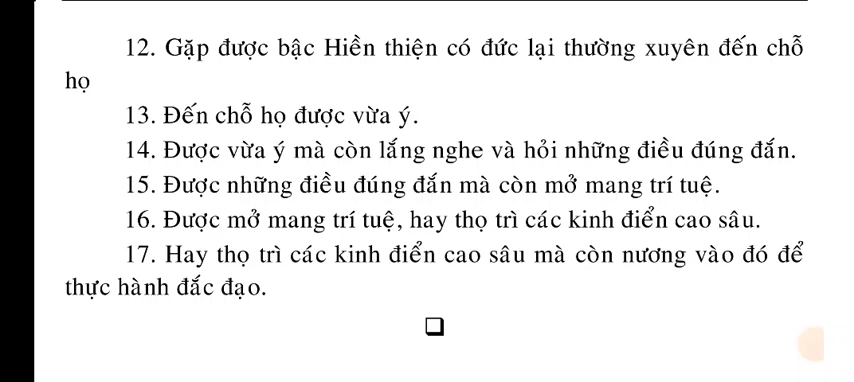 12. Gặp được bậc Hiền thiện có đức lại thường xuyên đến chỗ
họ
13. Đến chỗ họ được vừa ý.
14. Được vừa ý mà còn lắng nghe và hỏi những điều đúng đắn.
15. Được những điều đúng đắn mà còn mở mang trí tuệ.
16. Được mở mang trí tuệ, hay thọ trì các kinh điển cao sâu.
17. Hay thọ trì các kinh điển cao sâu mà còn nương vào đó để
thực hành đắc đạo.